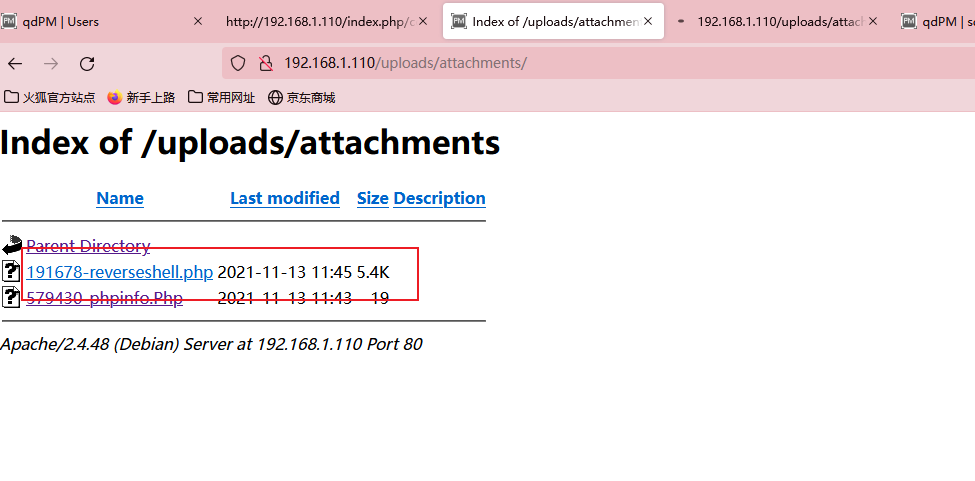 PM qdPM | Users × http://192.168.1.110/index.php/c × PM Index of /uploads/attachment × 192.168.1.110/uploads/attac × PM qdPM | s
192.168.1.110/uploads/attachments/
火狐官方站点 新手上路 常用网址 京东商城
Index of /uploads/attachments
Name Last modified Size Description
Parent Directory
191678-reverseshell.php 2021-11-13 11:45 5.4K
579430-phpinfo.Php 2021-11-13 11:43 19
Apache/2.4.48 (Debian) Server at 192.168.1.110 Port 80